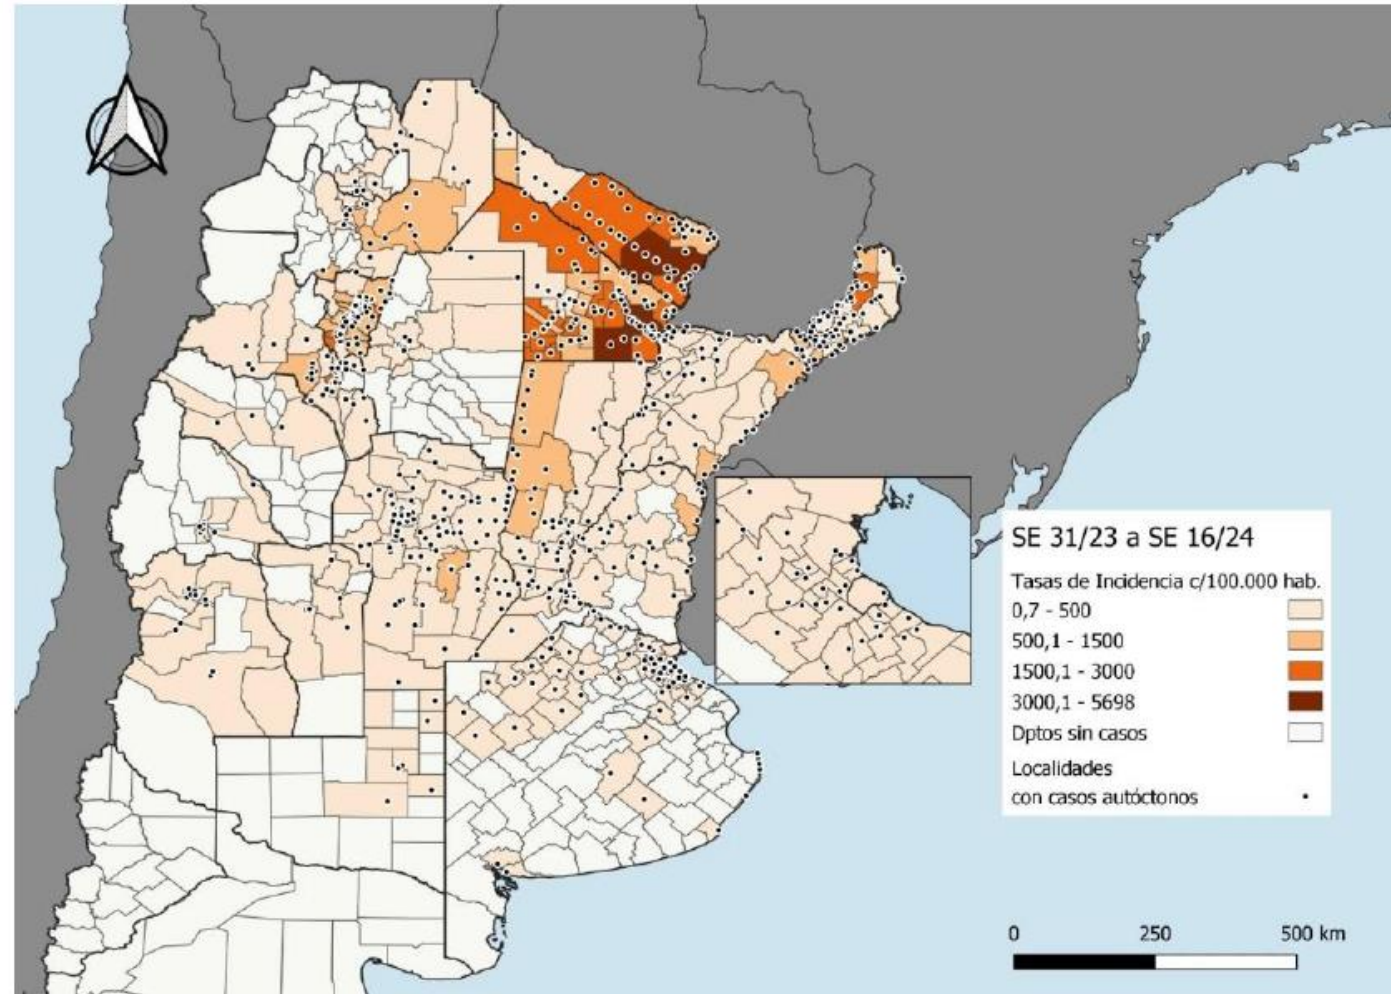 SE 31/23 a SE 16/24
Tasas de Incidencia c/100.000 hab.
0,7 - 500
500,1 - 1500
1500,1 - 3000
3000,1 - 5698
Dptos sin casos
Localidades
con casos autóctonos
0 250 500 km